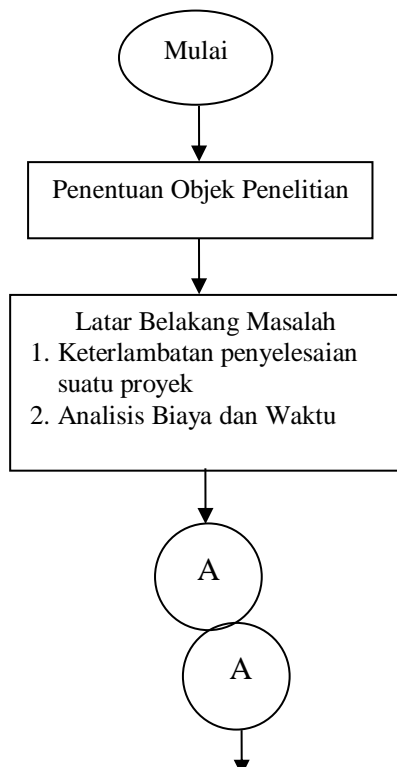 Mulai
Penentuan Objek Penelitian
Latar Belakang Masalah
1. Keterlambatan penyelesaian
suatu proyek
2. Analisis Biaya dan Waktu
A
A